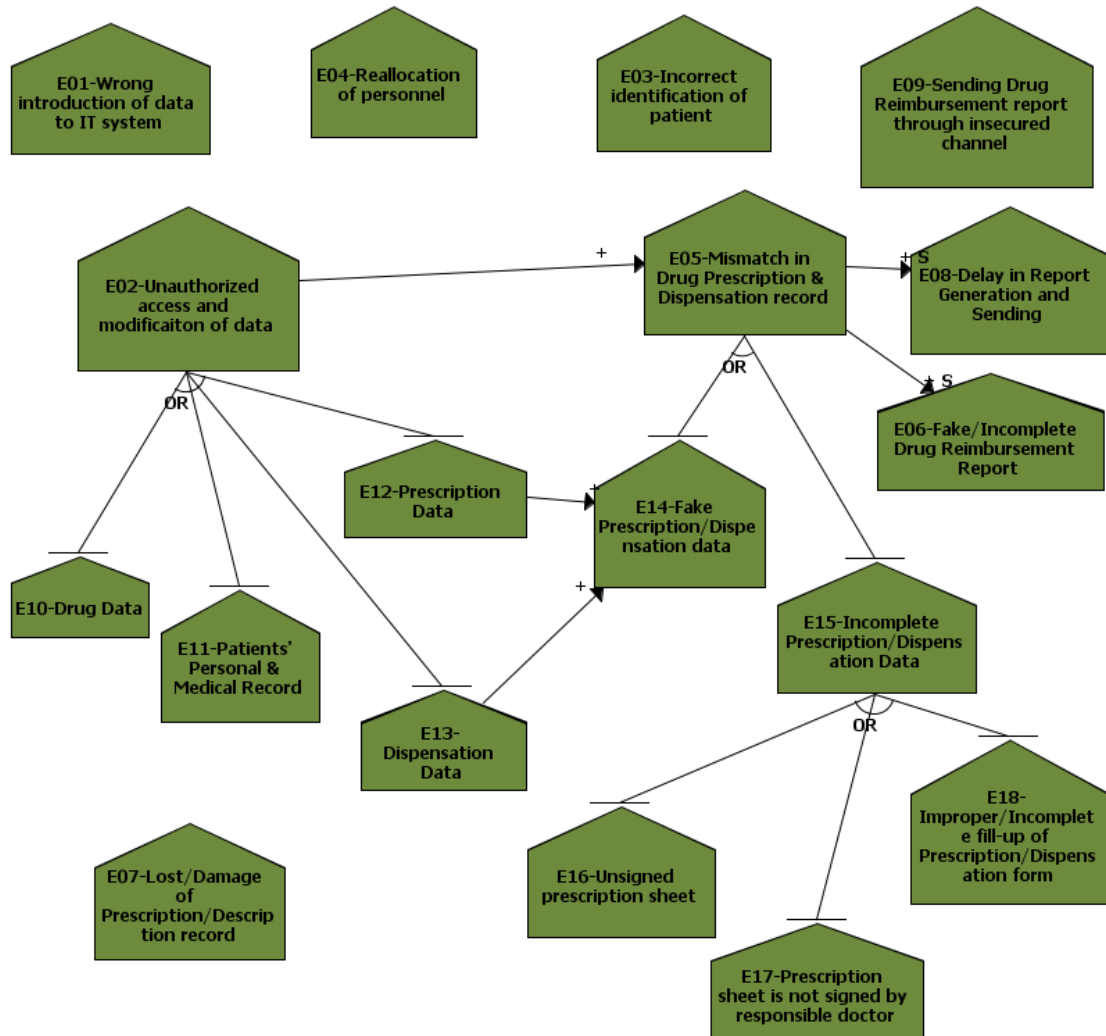 E01-Wrong
introduction of data
to IT system
E04-Reallocation
of personnel
E03-Incorrect
identification of
patient
E09-Sending Drug
Reimbursement report
through insecured
channel
E02-Unauthorized
access and
modificaiton of data
+
E05-Mismatch in
Drug Prescription &
Dispensation record
+ S
E08-Delay in Report
Generation and
Sending
OR
OR
+ S
E06-Fake/Incomplete
Drug Reimbursement
Report
E12-Prescription
Data
+
E14-Fake
Prescription/Dispe
nsation data
E10-Drug Data
E11-Patients'
Personal &
Medical Record
+
E15-Incomplete
Prescription/Dispens
ation Data
E13-
Dispensation
Data
OR
E16-Unsigned
prescription sheet
E18-
Improper/Incomplet
e fill-up of
Prescription/Dispens
ation form
E07-Lost/Damage
of
Prescription/Descrip
tion record
E17-Prescription
sheet is not signed by
responsible doctor